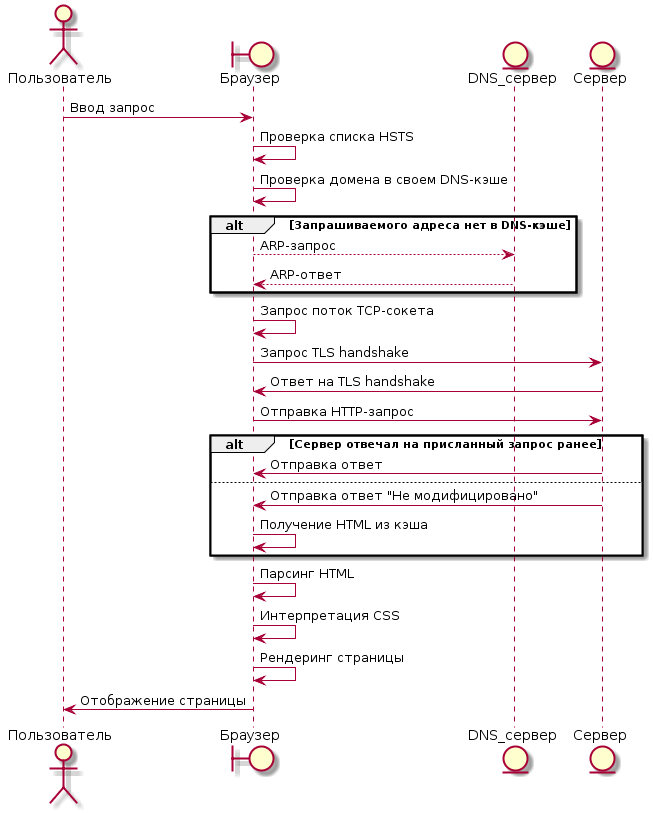 Пользователь
Браузер
DNS_сервер
Сервер
Ввод запрос
Проверка списка HSTS
Проверка домена в своем DNS-кэше
alt [Запрашиваемого адреса нет в DNS-кэше]
ARP-запрос
ARP-ответ
Запрос поток TCP-сокета
Запрос TLS handshake
Ответ на TLS handshake
Отправка HTTP-запрос
alt [Сервер отвечал на присланный запрос ранее]
Отправка ответ
Отправка ответ "Не модифицировано"
Получение HTML из кэша
Парсинг HTML
Интерпретация CSS
Рендеринг страницы
Отображение страницы
Пользователь
Браузер
DNS_сервер
Сервер